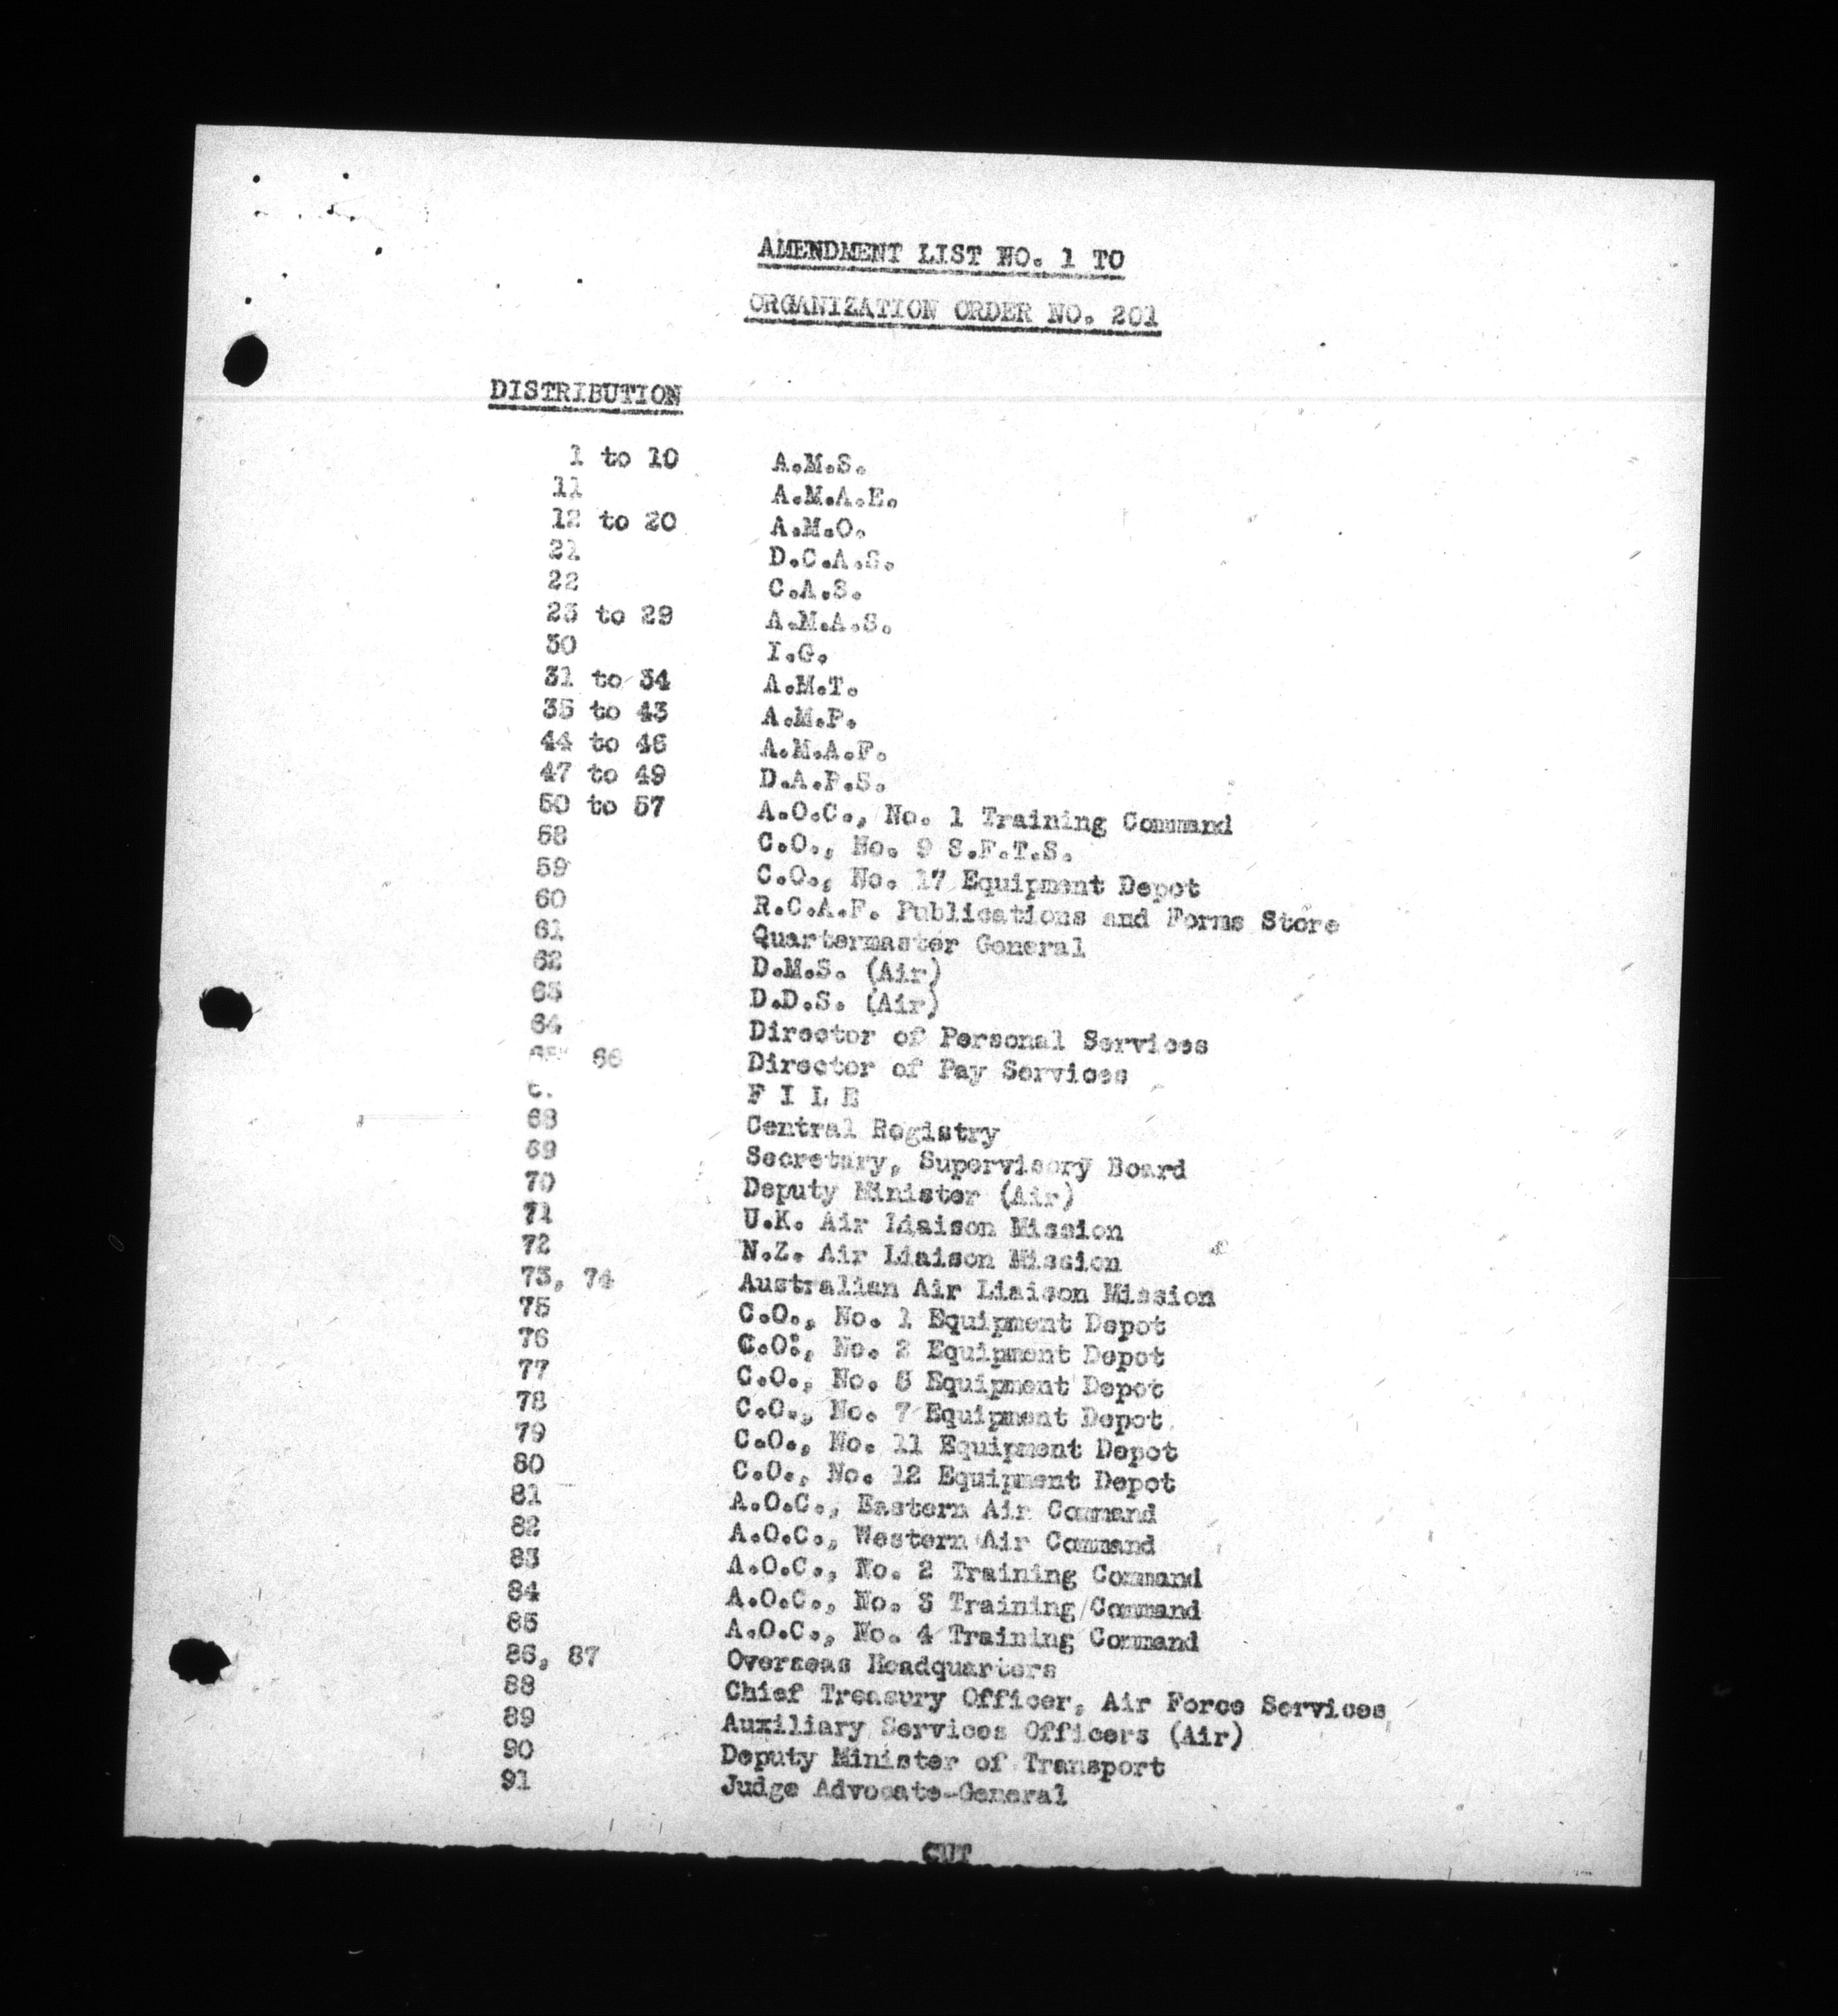 AMENDMENT LIST NO. 1 TO
ORGANIZATION ORDER NO. 201
DISTRIBUTION
1 to 10 A.M.S.
11 A.M.A.E.
12 to 20 A.M.O.
21 D.C.A.S.
22 C.A.S.
23 to 29 A.M.A.S.
30 I.G.
31 to 34 A.M.T.
35 to 43 A.M.P.
44 to 46 A.M.A.F.
47 to 49 D.A.P.S.
50 to 57 A.O.C., No. 1 Training Command
58 C.O., No. 9 S.F.T.S.
59 C.O., No. 17 Equipment Depot
60 R.C.A.F. Publications and Forms Store
61 Quartermaster General
62 D.M.S. (Air)
63 D.D.S. (Air)
64 Director of Personal Services
66 Director of Pay Services
F I L E
68 Central Registry
69 Secretary, Supervisory Board
70 Deputy Minister (Air)
71 U.K. Air Liaison Mission
72 N.Z. Air Liaison Mission
73, 74 Australian Air Liaison Mission
75 C.O., No. 1 Equipment Depot
76 C.O., No. 2 Equipment Depot
77 C.O., No. 5 Equipment Depot
78 C.O., No. 7 Equipment Depot
79 C.O., No. 11 Equipment Depot
80 C.O., No. 12 Equipment Depot
81 A.O.C., Eastern Air Command
82 A.O.C., Western Air Command
83 A.O.C., No. 2 Training Command
84 A.O.C., No. 3 Training Command
85 A.O.C., No. 4 Training Command
86, 87 Overseas Headquarters
88 Chief Treasury Officer, Air Force Services
89 Auxiliary Services Officers (Air)
90 Deputy Minister of Transport
91 Judge Advocate-General
CUT